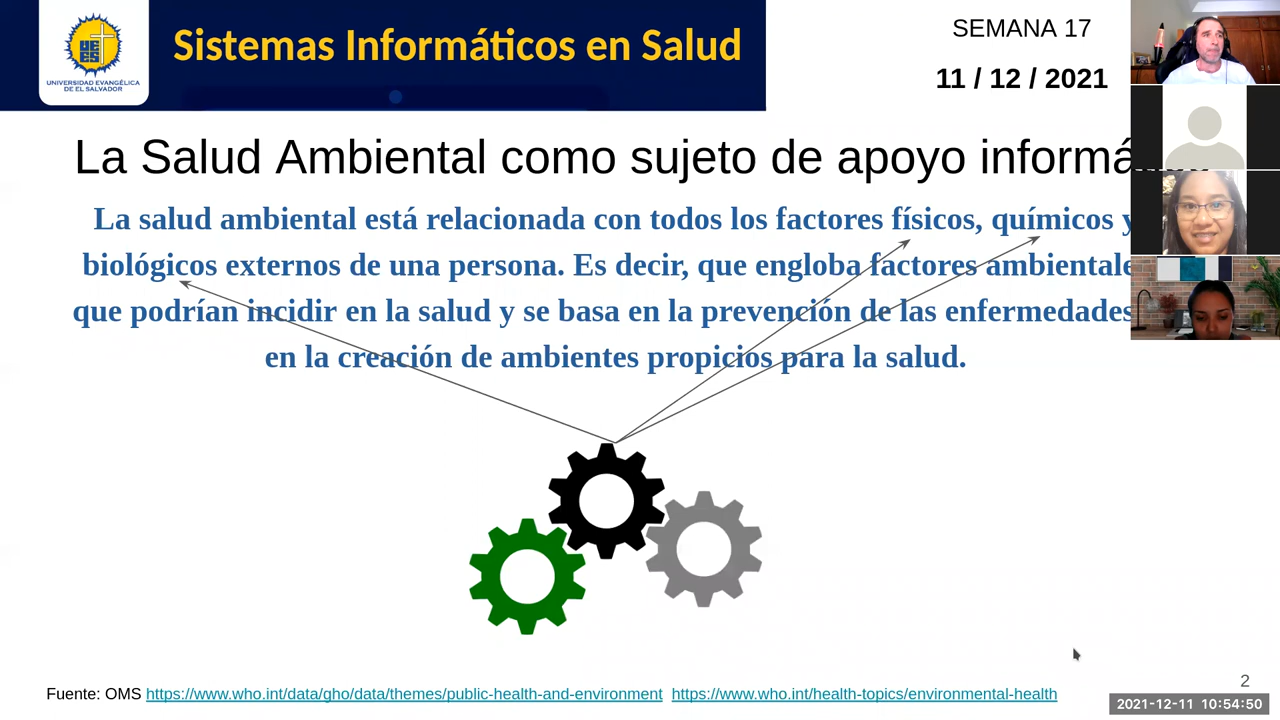 UNIVERSIDAD EVANGÉLICA
DE EL SALVADOR
Sistemas Informáticos en Salud
SEMANA 17
11 / 12 / 2021
La Salud Ambiental como sujeto de apoyo
La salud ambiental está relacionada con todos los factores físicos, químicos y
biológicos externos de una persona. Es decir, que engloba factores
que podrían incidir en la salud y se basa en la prevención de las enfermedades
en la creación de ambientes propicios para la salud.
Fuente: OMS https://www.who.int/data/gho/data/themes/public-health-and-environment https://www.who.int/health-topics/environmental-health
2
2021-12-11 10:54:50